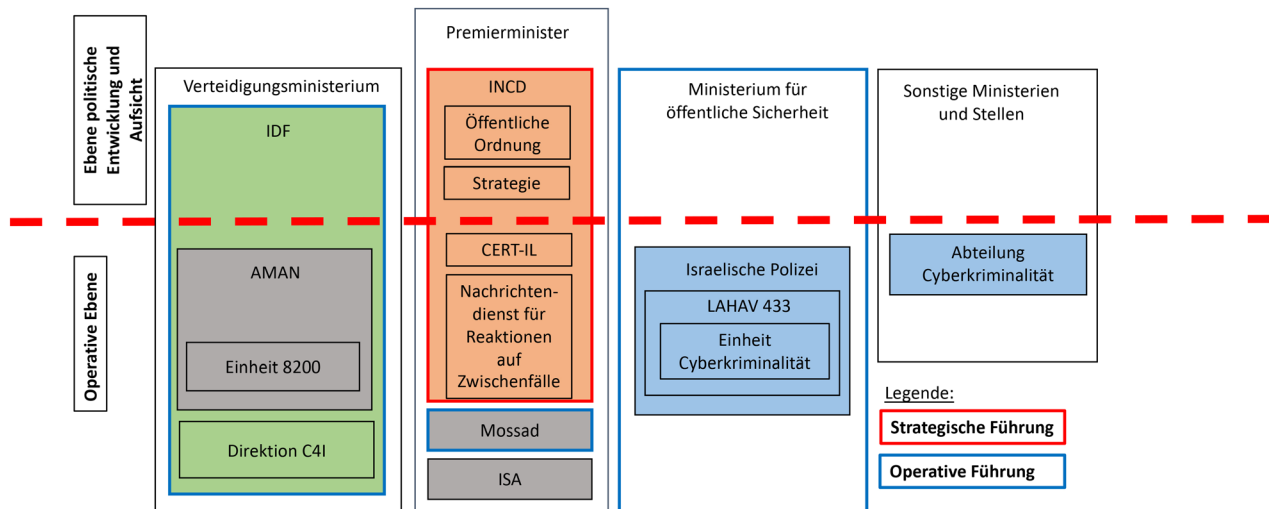 Ebene politische
Entwicklung und
Aufsicht
Operative Ebene
Verteidigungsministerium
IDF
AMAN
Einheit 8200
Direktion C4I
Premierminister
INCD
Öffentliche
Ordnung
Strategie
CERT-IL
Nachrichten-
dienst für
Reaktionen
auf
Zwischenfälle
Mossad
ISA
Ministerium für
öffentliche Sicherheit
Israelische Polizei
LAHAV 433
Einheit
Cyberkriminalität
Sonstige Ministerien
und Stellen
Abteilung
Cyberkriminalität
Legende:
Strategische Führung
Operative Führung